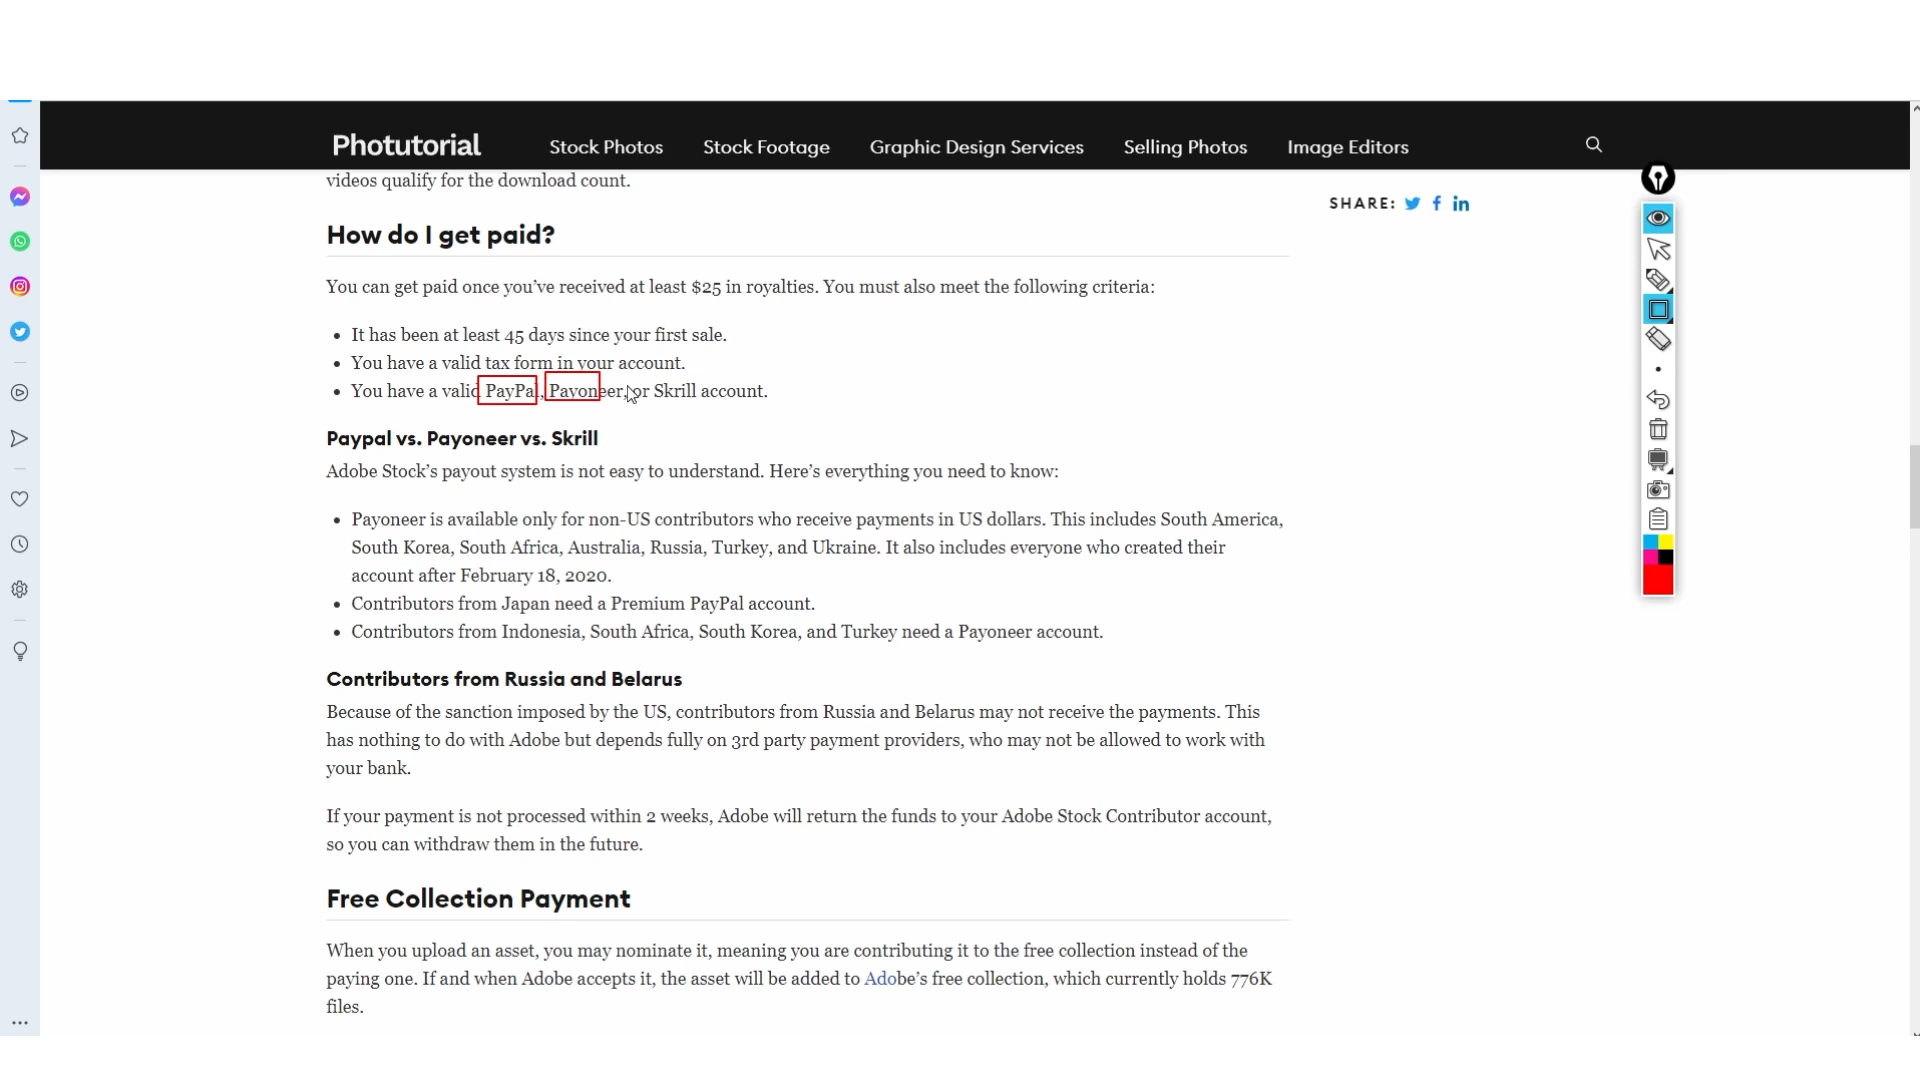 Photutorial
Stock Photos
Stock Footage
Graphic Design Services
Selling Photos
Image Editors
videos qualify for the download count.
SHARE:
How do I get paid?
You can get paid once you’ve received at least $25 in royalties. You must also meet the following criteria:
• It has been at least 45 days since your first sale.
• You have a valid tax form in your account.
• You have a valid PayPal, Payoneer, or Skrill account.
Paypal vs. Payoneer vs. Skrill
Adobe Stock’s payout system is not easy to understand. Here’s everything you need to know:
• Payoneer is available only for non-US contributors who receive payments in US dollars. This includes South America,
South Korea, South Africa, Australia, Russia, Turkey, and Ukraine. It also includes everyone who created their
account after February 18, 2020.
• Contributors from Japan need a Premium PayPal account.
• Contributors from Indonesia, South Africa, South Korea, and Turkey need a Payoneer account.
Contributors from Russia and Belarus
Because of the sanction imposed by the US, contributors from Russia and Belarus may not receive the payments. This
has nothing to do with Adobe but depends fully on 3rd party payment providers, who may not be allowed to work with
your bank.
If your payment is not processed within 2 weeks, Adobe will return the funds to your Adobe Stock Contributor account,
so you can withdraw them in the future.
Free Collection Payment
When you upload an asset, you may nominate it, meaning you are contributing it to the free collection instead of the
paying one. If and when Adobe accepts it, the asset will be added to Adobe’s free collection, which currently holds 776K
files.